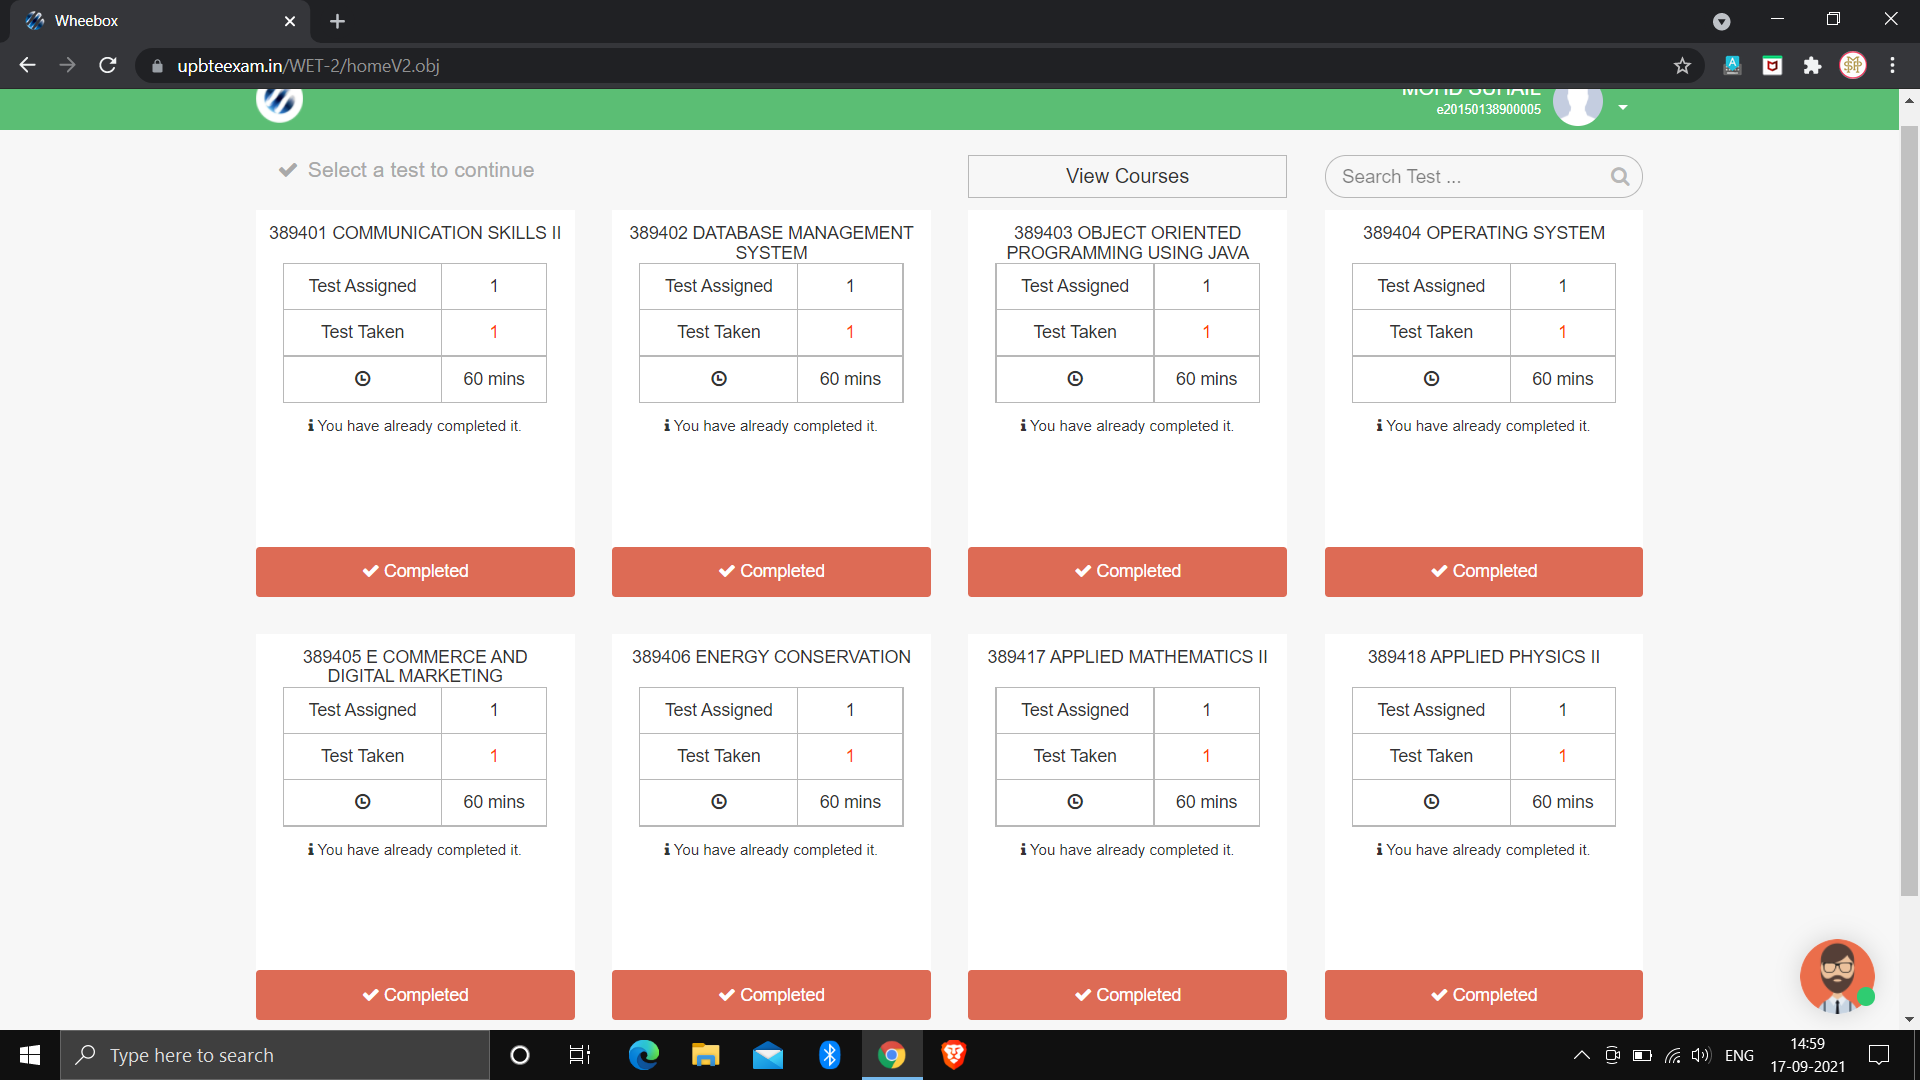 Wheebox
upbteexam.in/WET-2/homeV2.obj
MOHD SUHAIL
e20150138900005
Select a test to continue
View Courses
Search Test ...
389401 COMMUNICATION SKILLS II
Test Assigned 1
Test Taken 1
60 mins
You have already completed it.
Completed
389402 DATABASE MANAGEMENT
SYSTEM
Test Assigned 1
Test Taken 1
60 mins
You have already completed it.
Completed
389403 OBJECT ORIENTED
PROGRAMMING USING JAVA
Test Assigned 1
Test Taken 1
60 mins
You have already completed it.
Completed
389404 OPERATING SYSTEM
Test Assigned 1
Test Taken 1
60 mins
You have already completed it.
Completed
389405 E COMMERCE AND
DIGITAL MARKETING
Test Assigned 1
Test Taken 1
60 mins
You have already completed it.
Completed
389406 ENERGY CONSERVATION
Test Assigned 1
Test Taken 1
60 mins
You have already completed it.
Completed
389417 APPLIED MATHEMATICS II
Test Assigned 1
Test Taken 1
60 mins
You have already completed it.
Completed
389418 APPLIED PHYSICS II
Test Assigned 1
Test Taken 1
60 mins
You have already completed it.
Completed
Type here to search
ENG
14:59
17-09-2021